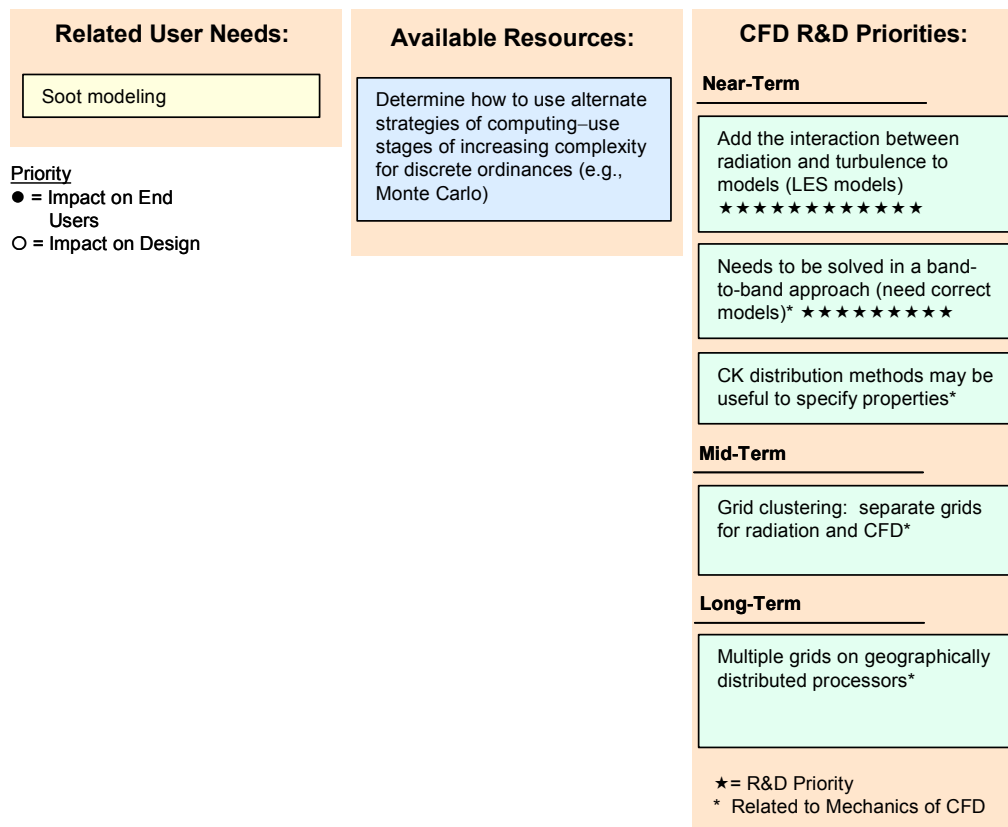 Related User Needs:
Soot modeling
Priority
● = Impact on End
Users
O = Impact on Design
Available Resources:
Determine how to use alternate
strategies of computing–use
stages of increasing complexity
for discrete ordinances (e.g.,
Monte Carlo)
CFD R&D Priorities:
Near-Term
Add the interaction between
radiation and turbulence to
models (LES models)
★★★★★★★★★★★★
Needs to be solved in a band-
to-band approach (need correct
models)* ★★★★★★★★★
CK distribution methods may be
useful to specify properties*
Mid-Term
Grid clustering:  separate grids
for radiation and CFD*
Long-Term
Multiple grids on geographically
distributed processors*
★= R&D Priority
* Related to Mechanics of CFD